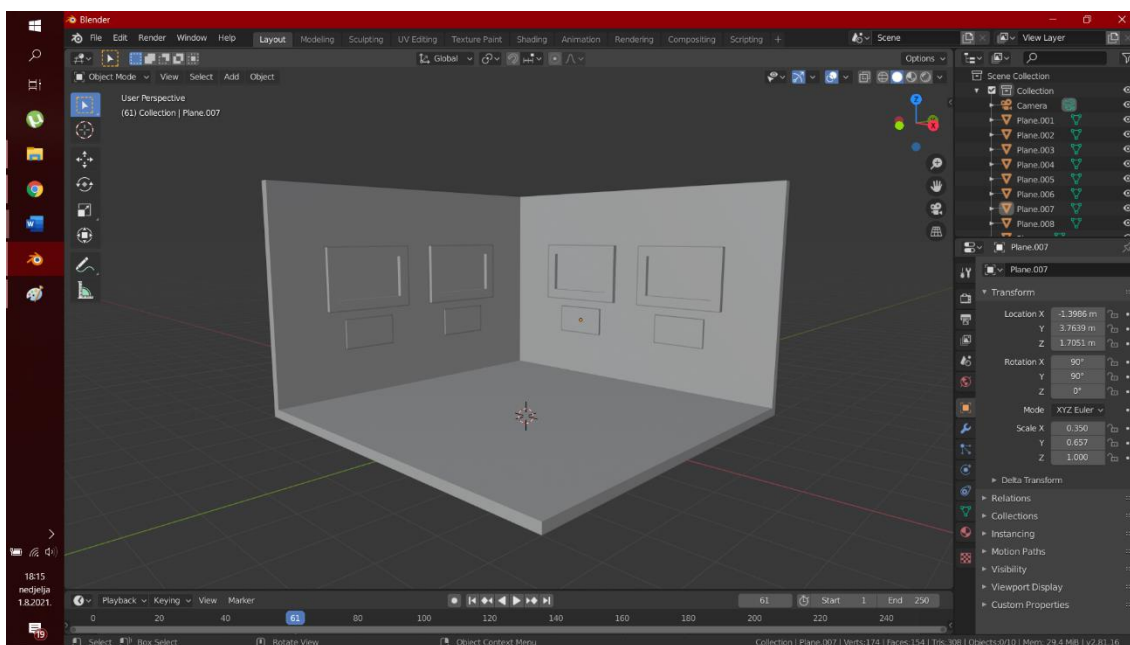 Blender
File Edit Render Window Help Layout Modeling Sculpting UV Editing Texture Paint Shading Animation Rendering Compositing Scripting + Scene View Layer
Global Options
Object Mode View Select Add Object
User Perspective
(61) Collection | Plane.007
Z
X
Scene Collection
Collection
Camera
Plane.001
Plane.002
Plane.003
Plane.004
Plane.005
Plane.006
Plane.007
Plane.008
Plane.007
Plane.007
Transform
Location X -1.3986 m
Y 3.7639 m
Z 1.7051 m
Rotation X 90°
Y 90°
Z 0°
Mode XYZ Euler
Scale X 0.350
Y 0.657
Z 1.000
Delta Transform
Relations
Collections
Instancing
Motion Paths
Visibility
Viewport Display
Custom Properties
18:15
nedjelja
1.8.2021.
19
Playback Keying View Marker 61 Start 1 End 250
0 20 40 61 80 100 120 140 160 180 200 220 240
Select Box Select Rotate View Object Context Menu Collection | Plane.007 | Verts:174 | Faces:154 | Tris:308 | Objects:0/10 | Mem: 29.4 MiB | v2.81.16